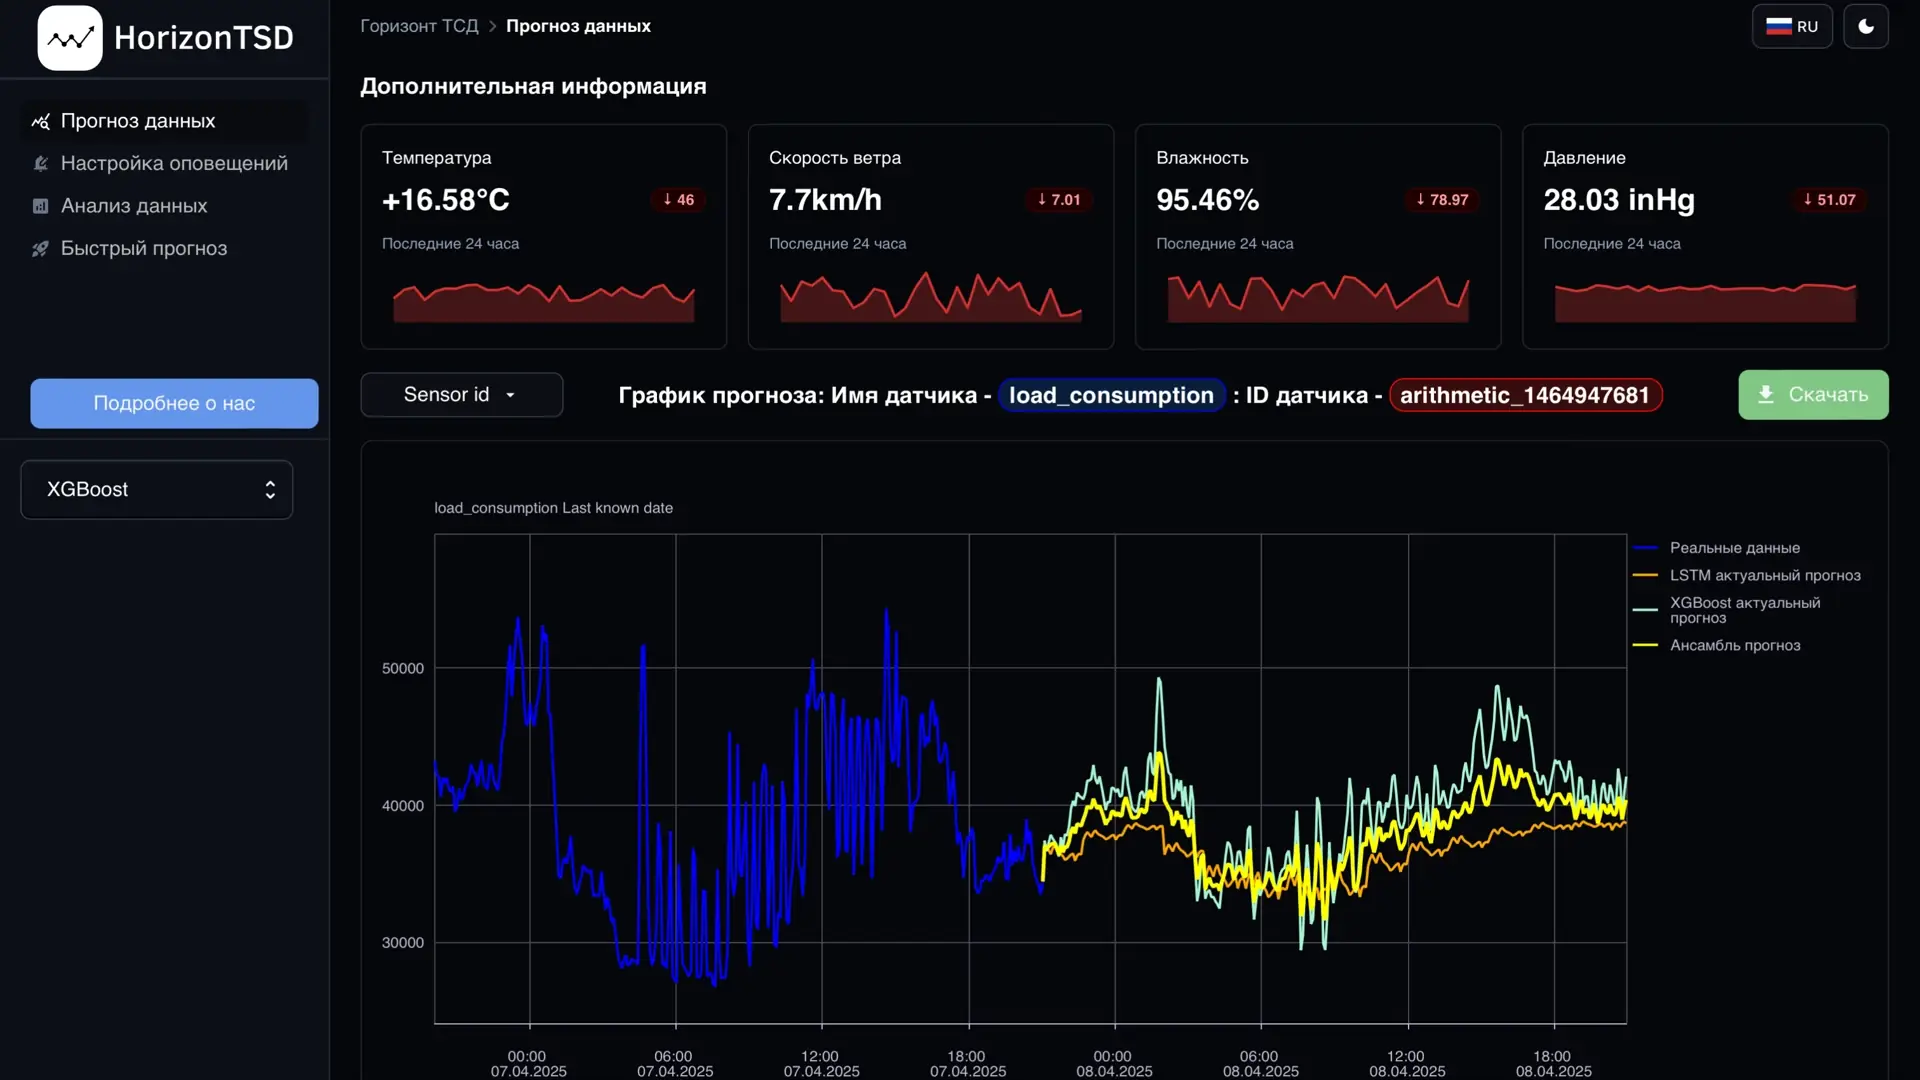 HorizonTSD
Прогноз данных
Настройка оповещений
Анализ данных
Быстрый прогноз
Подробнее о нас
XGBoost
Горизонт ТСД > Прогноз данных
RU
Дополнительная информация
Температура
+16.58°C
↓ 46
Последние 24 часа
Скорость ветра
7.7km/h
↓ 7.01
Последние 24 часа
Влажность
95.46%
↓ 78.97
Последние 24 часа
Давление
28.03 inHg
↓ 51.07
Последние 24 часа
Sensor id
График прогноза: Имя датчика - load_consumption : ID датчика - arithmetic_1464947681
Скачать
load_consumption Last known date
Реальные данные
LSTM актуальный прогноз
XGBoost актуальный
прогноз
Ансамбль прогноз
50000
40000
30000
00:00
07.04.2025
06:00
07.04.2025
12:00
07.04.2025
18:00
07.04.2025
00:00
08.04.2025
06:00
08.04.2025
12:00
08.04.2025
18:00
08.04.2025